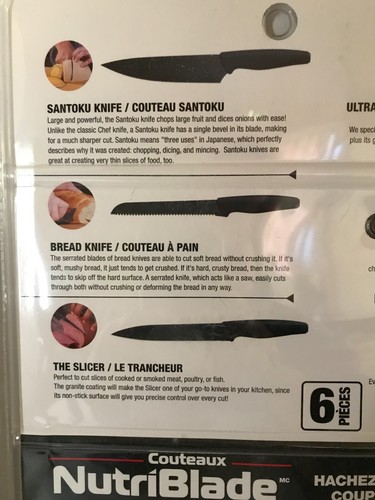 SANTOKU KNIFE / COUTEAU SANTOKU
Large and powerful, the Santoku knife chops large fruit and dices onions with ease!
Unlike the classic Chef knife, a Santoku knife has a single bevel in its blade, making
for a much sharper cut. Santoku means "three uses" in Japanese, which perfectly
describes why it was created: chopping, dicing, and mincing. Santoku knives are
great at creating very thin slices of food, too.
ULTRA
We speci
plus its g
BREAD KNIFE / COUTEAU À PAIN
The serrated blades of bread knives are able to cut soft bread without crushing it. If it's
soft, mushy bread, it just tends to get crushed. If it's hard, crusty bread, then the knife
tends to skip off the hard surface. A serrated knife, which acts like a saw, easily cuts
through both without crushing or deforming the bread in any way.
ch
THE SLICER / LE TRANCHEUR
Perfect to cut slices of cooked or smoked meat, poultry, or fish.
The granite coating will make the Slicer one of your go-to knives in your kitchen, since
its non-stick surface will give you precise control over every cut!
6 PIÈCES
Couteaux
NutriBlade MC
HACHEZ
COUP